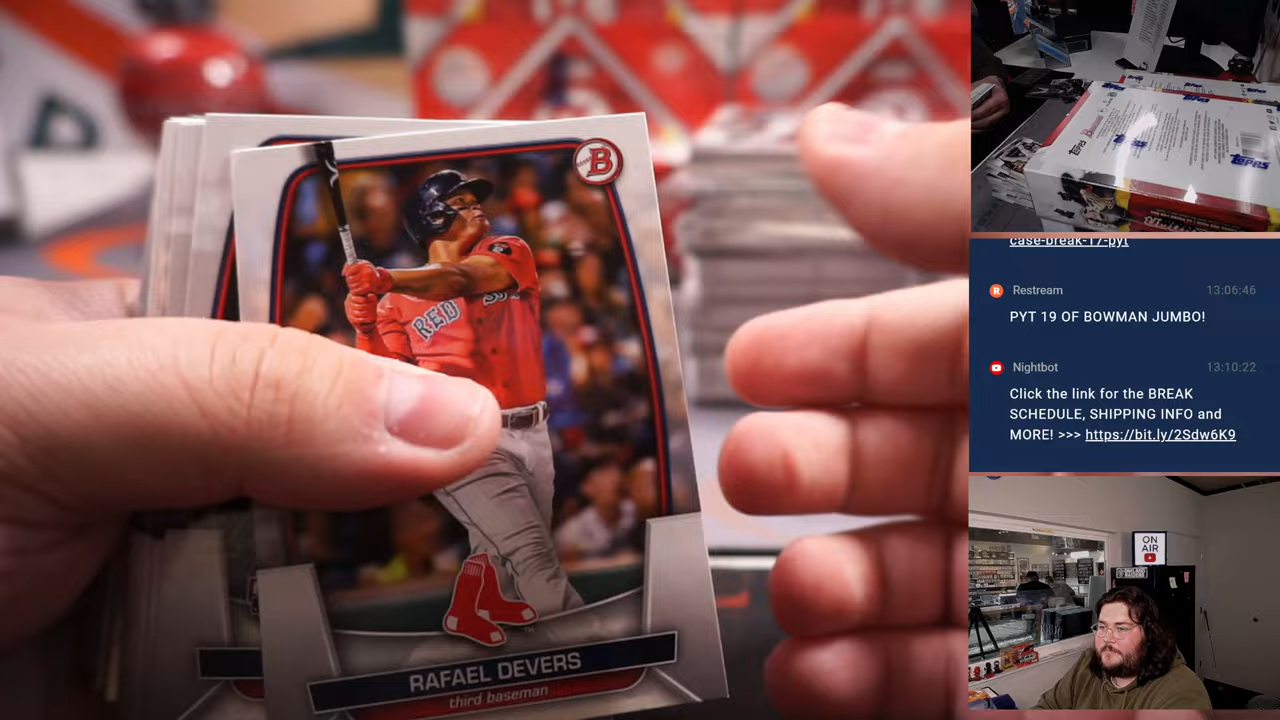 B
RED
RAFAEL DEVERS
third baseman
TOPPS
case-break-17-pyt
Restream
13:06:46
PYT 19 OF BOWMAN JUMBO!
Nightbot
13:10:22
Click the link for the BREAK
SCHEDULE, SHIPPING INFO and
MORE! >>> https://bit.ly/2Sdw6K9
ON
AIR